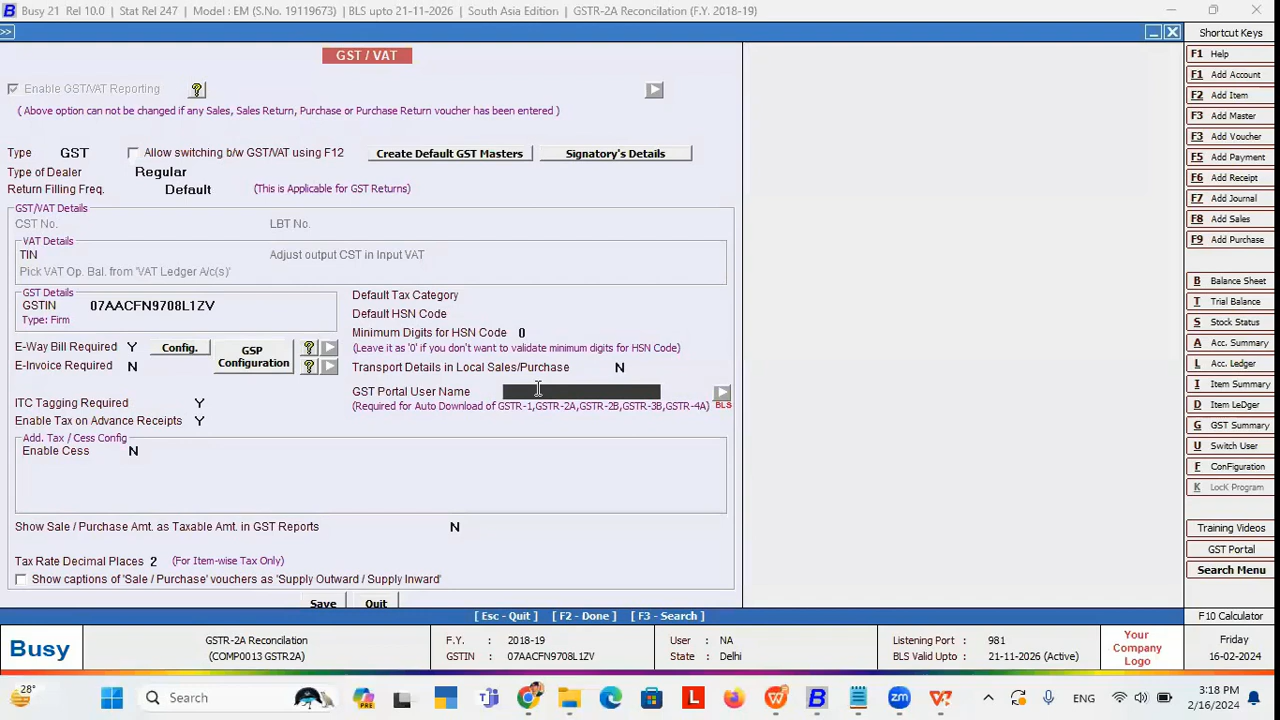 Busy 21 Rel 10.0 | Stat Rel 247 | Model : EM (S.No. 19119673) | BLS upto 21-11-2026 | South Asia Edition | GSTR-2A Reconciliation (F.Y. 2018-19)
>>
GST / VAT
Enable GST/VAT Reporting ?
( Above option can not be changed if any Sales, Sales Return, Purchase or Purchase Return voucher has been entered )
Type GST Allow switching b/w GST/VAT using F12 Create Default GST Masters Signatory's Details
Type of Dealer Regular
Return Filling Freq. Default (This is Applicable for GST Returns)
GST/VAT Details
CST No. LBT No.
VAT Details
TIN Adjust output CST in Input VAT
Pick VAT Op. Bal. from 'VAT Ledger A/c(s)'
GST Details
GSTIN 07AACFN9708L1ZV
Type: Firm
Default Tax Category
Default HSN Code
Minimum Digits for HSN Code 0
(Leave it as '0' if you don't want to validate minimum digits for HSN Code)
E-Way Bill Required Y Config. GSP Configuration ?
E-Invoice Required N ?
Transport Details in Local Sales/Purchase N
GST Portal User Name
(Required for Auto Download of GSTR-1,GSTR-2A,GSTR-2B,GSTR-3B,GSTR-4A) BLS
ITC Tagging Required Y
Enable Tax on Advance Receipts Y
Add. Tax / Cess Config
Enable Cess N
Show Sale / Purchase Amt. as Taxable Amt. in GST Reports N
Tax Rate Decimal Places 2 (For Item-wise Tax Only)
Show captions of 'Sale / Purchase' vouchers as 'Supply Outward / Supply Inward'
Save Quit
[ Esc - Quit ] [ F2 - Done ] [ F3 - Search ]
Shortcut Keys
F1 Help
F1 Add Account
F2 Add Item
F3 Add Master
F3 Add Voucher
F5 Add Payment
F6 Add Receipt
F7 Add Journal
F8 Add Sales
F9 Add Purchase
B Balance Sheet
T Trial Balance
S Stock Status
A Acc. Summary
L Acc. Ledger
I Item Summary
D Item LeDger
G GST Summary
U Switch User
F Configuration
K LocK Program
Training Videos
GST Portal
Search Menu
F10 Calculator
Busy
GSTR-2A Reconciliation
(COMP0013 GSTR2A)
F.Y. : 2018-19
GSTIN : 07AACFN9708L1ZV
User : NA
State : Delhi
Listening Port : 981
BLS Valid Upto : 21-11-2026 (Active)
Your
Company
Logo
Friday
16-02-2024
28° Search PRE ENG 3:18 PM
2/16/2024